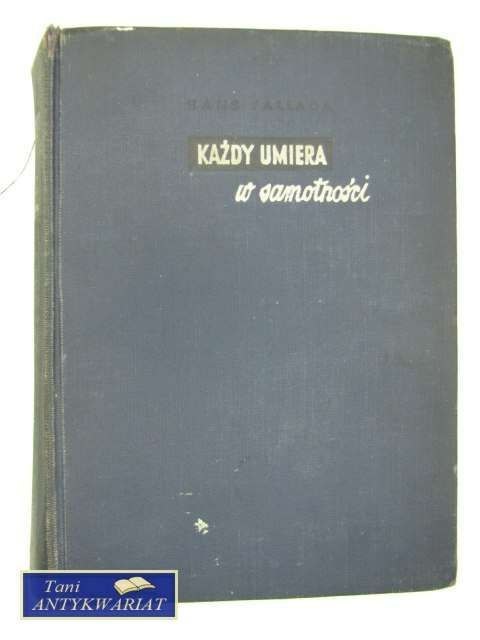 HANS FALLADA
KAŻDY UMIERA
w samotności
Tani
ANTYKWARIAT